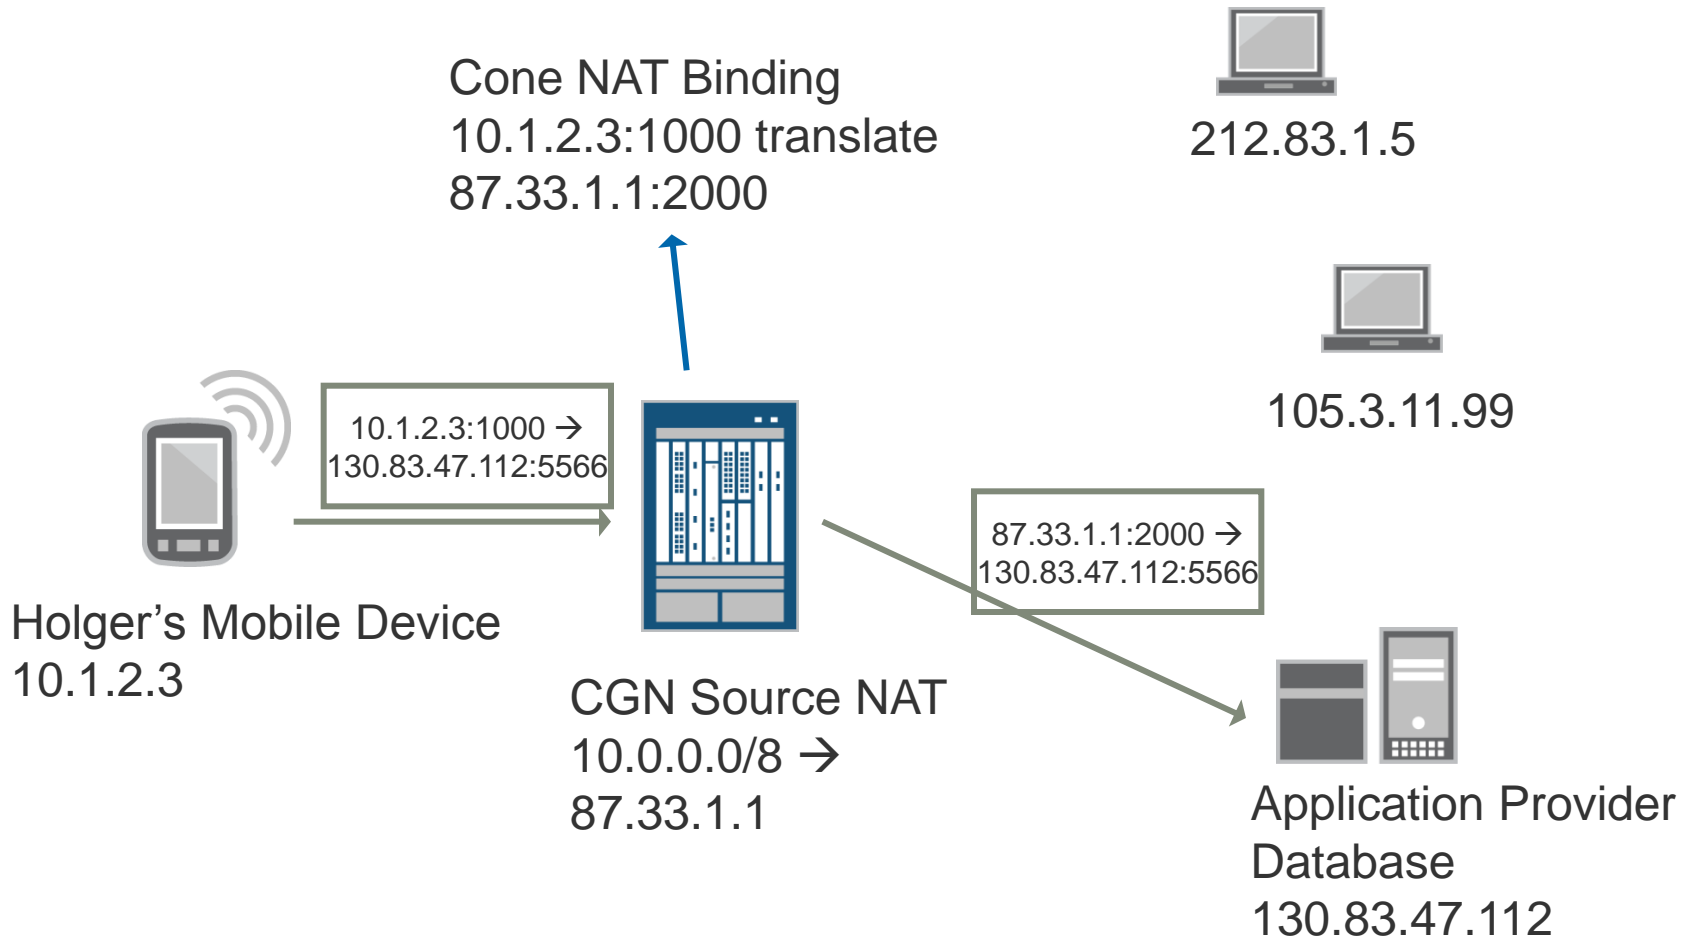 Cone NAT Binding
10.1.2.3:1000 translate
87.33.1.1:2000
212.83.1.5
105.3.11.99
10.1.2.3:1000 →
130.83.47.112:5566
87.33.1.1:2000 →
130.83.47.112:5566
Holger’s Mobile Device
10.1.2.3
CGN Source NAT
10.0.0.0/8 →
87.33.1.1
Application Provider
Database
130.83.47.112